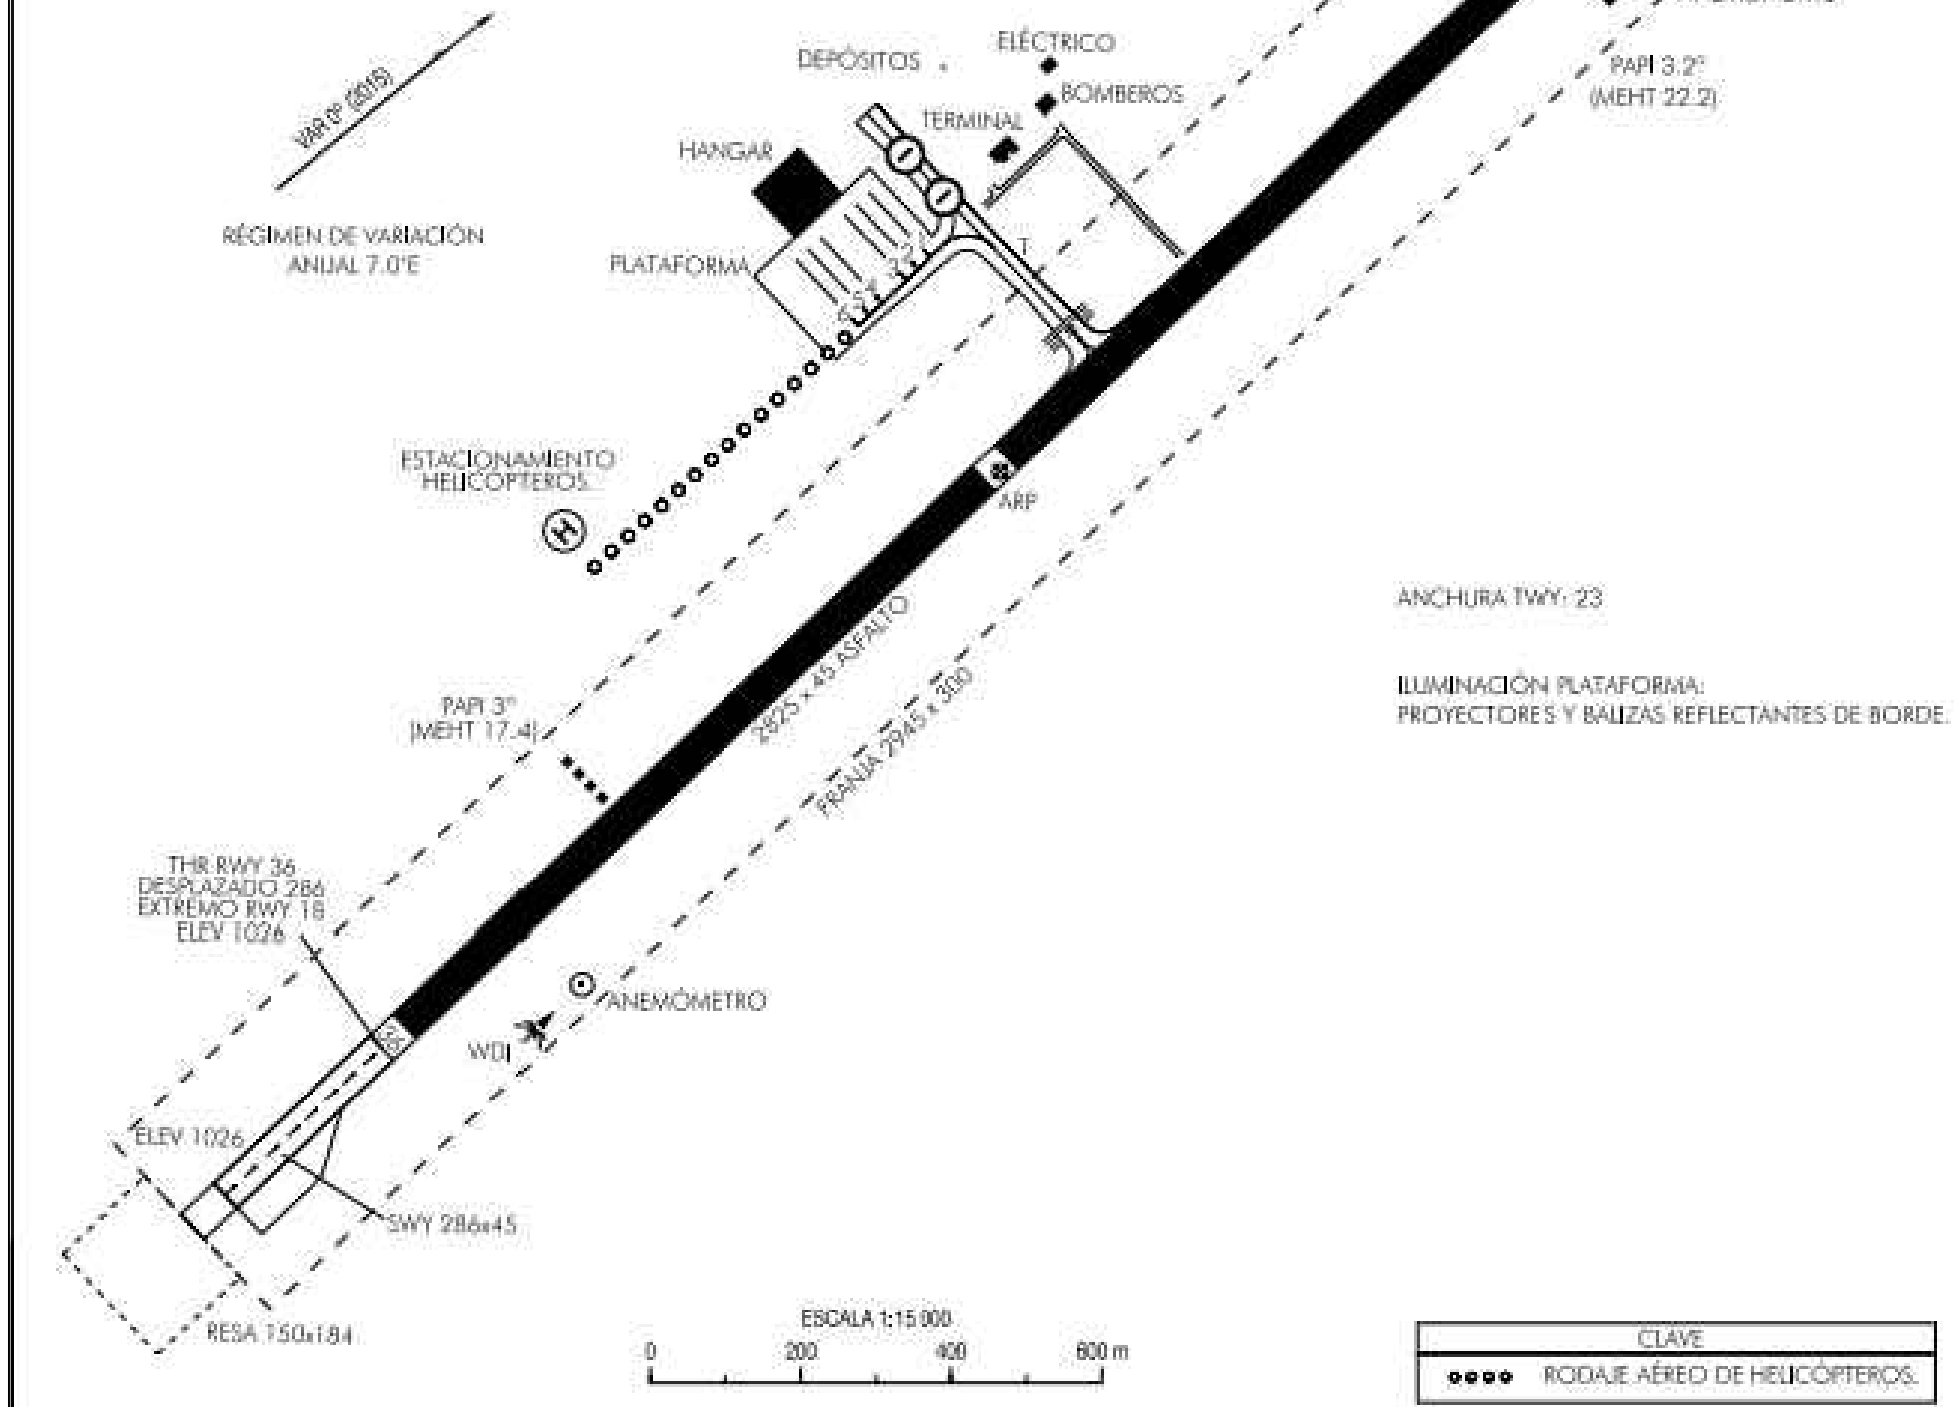 ELÉCTRICO
DEPÓSITOS
BOMBEROS
TERMINAL
HANGAR
PAPI 3.2°
(MEHT 22.2)
VAR 0° (2015)
RÉGIMEN DE VARIACIÓN
ANUAL 7.0'E
PLATAFORMA
T
ESTACIONAMIENTO
HELICÓPTEROS
H
ARP
ANCHURA TWY: 23
2825 x 45 ASFALTO
FRANJA 2945 x 300
ILUMINACIÓN PLATAFORMA:
PROYECTORES Y BALIZAS REFLECTANTES DE BORDE.
PAPI 3°
(MEHT 17.4)
THR RWY 36
DESPLAZADO 286
EXTREMO RWY 18
ELEV 1026
ANEMÓMETRO
WDI
36
ELEV 1026
SWY 286x45
RESA 150x184
ESCALA 1:15 000
0 200 400 600 m
CLAVE
RODAJE AÉREO DE HELICÓPTEROS.